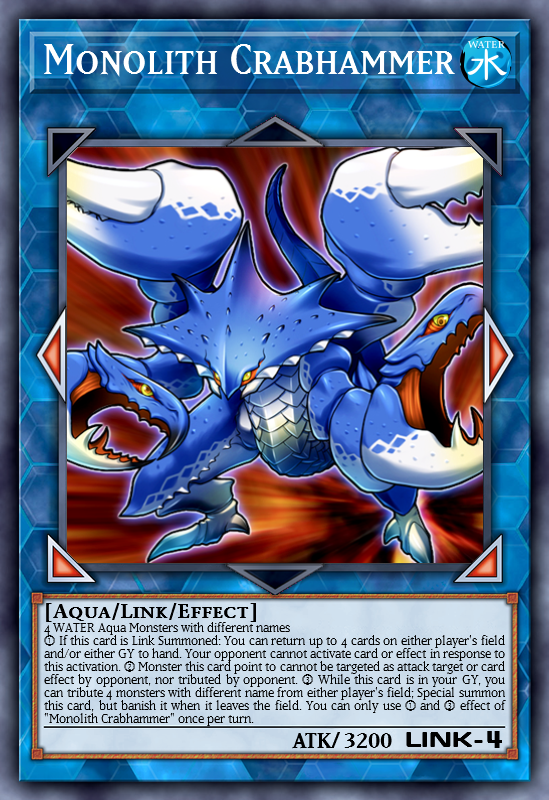 Monolith Crabhammer
WATER
水
[Aqua/Link/Effect]
4 WATER Aqua Monsters with different names
① If this card is Link Summoned: You can return up to 4 cards on either player's field
and/or either GY to hand. Your opponent cannot activate card or effect in response to
this activation. ② Monster this card point to cannot be targeted as attack target or card
effect by opponent, nor tributed by opponent. ③ While this card is in your GY, you
can tribute 4 monsters with different name from either player's field; Special summon
this card, but banish it when it leaves the field. You can only use ① and ② effect of
"Monolith Crabhammer" once per turn.
ATK/ 3200 LINK-4